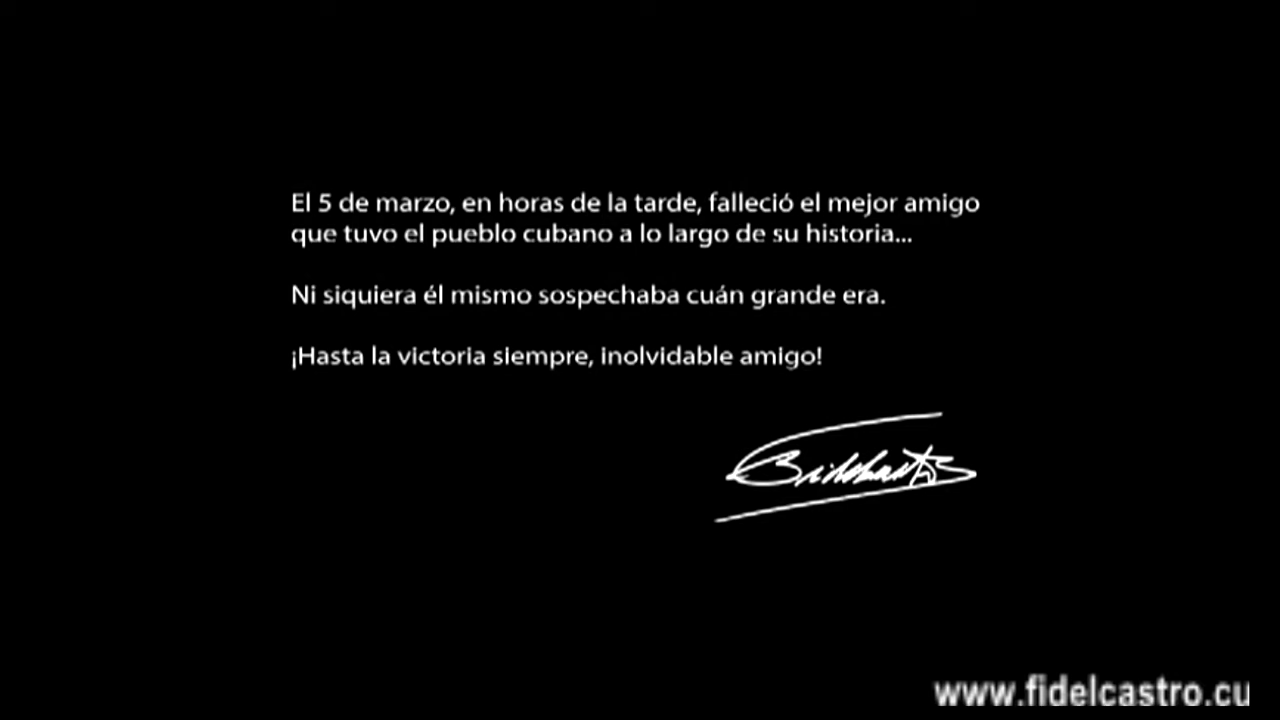 El 5 de marzo, en horas de la tarde, falleció el mejor amigo
que tuvo el pueblo cubano a lo largo de su historia...
Ni siquiera él mismo sospechaba cuán grande era.
¡Hasta la victoria siempre, inolvidable amigo!
www.fidelcastro.cu